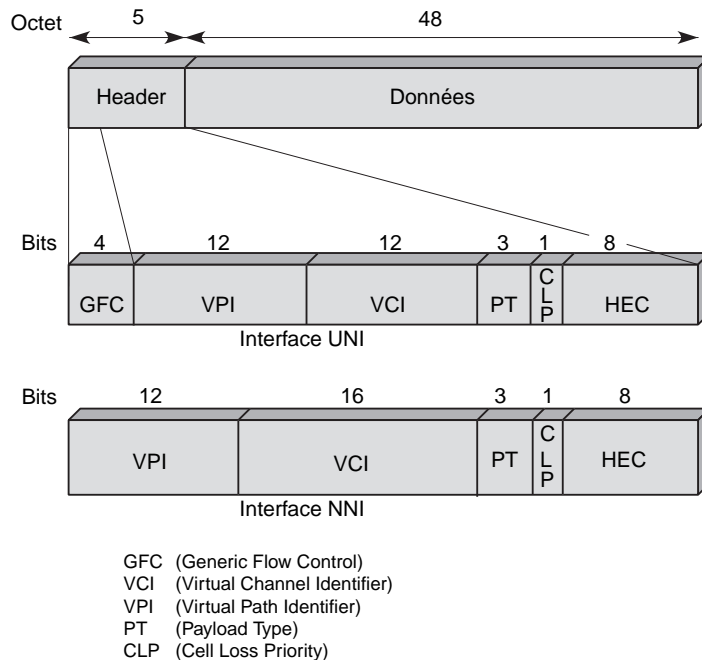 Octet 5 48
Header Données
Bits 4 12 12 3 1 8
GFC VPI VCI PT CLP HEC
Interface UNI
Bits 12 16 3 1 8
VPI VCI PT CLP HEC
Interface NNI
GFC (Generic Flow Control)
VCI (Virtual Channel Identifier)
VPI (Virtual Path Identifier)
PT (Payload Type)
CLP (Cell Loss Priority)